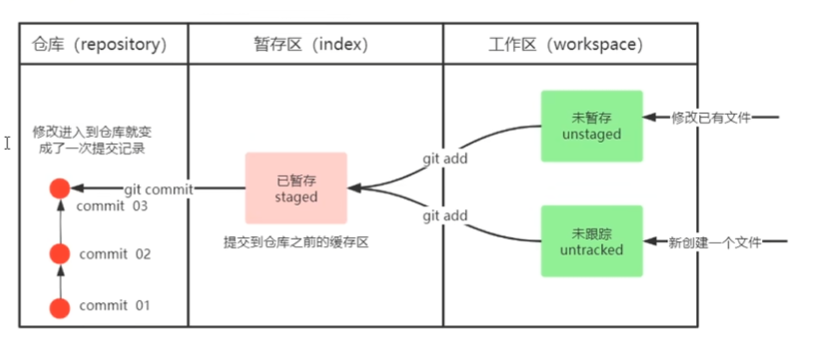 仓库（repository）
暂存区（index）
工作区（workspace）
修改进入到仓库就变
成了一次提交记录
git commit
commit 03
commit 02
commit 01
已暂存
staged
提交到仓库之前的缓存区
git add
git add
未暂存
unstaged
修改已有文件
未跟踪
untracked
新创建一个文件